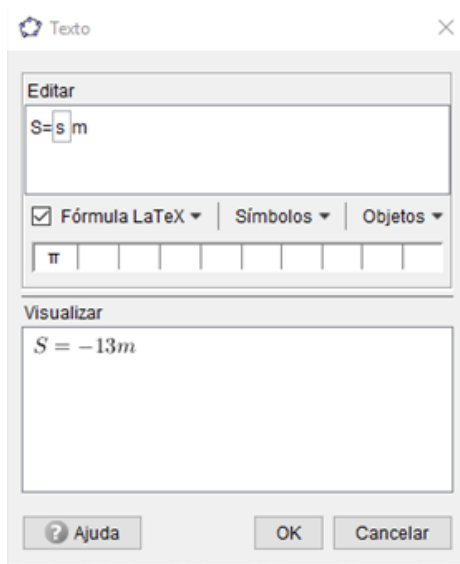 Texto
Editar
S=s m
Fórmula LaTeX Símbolos Objetos
π
Visualizar
S = −13m
Ajuda OK Cancelar